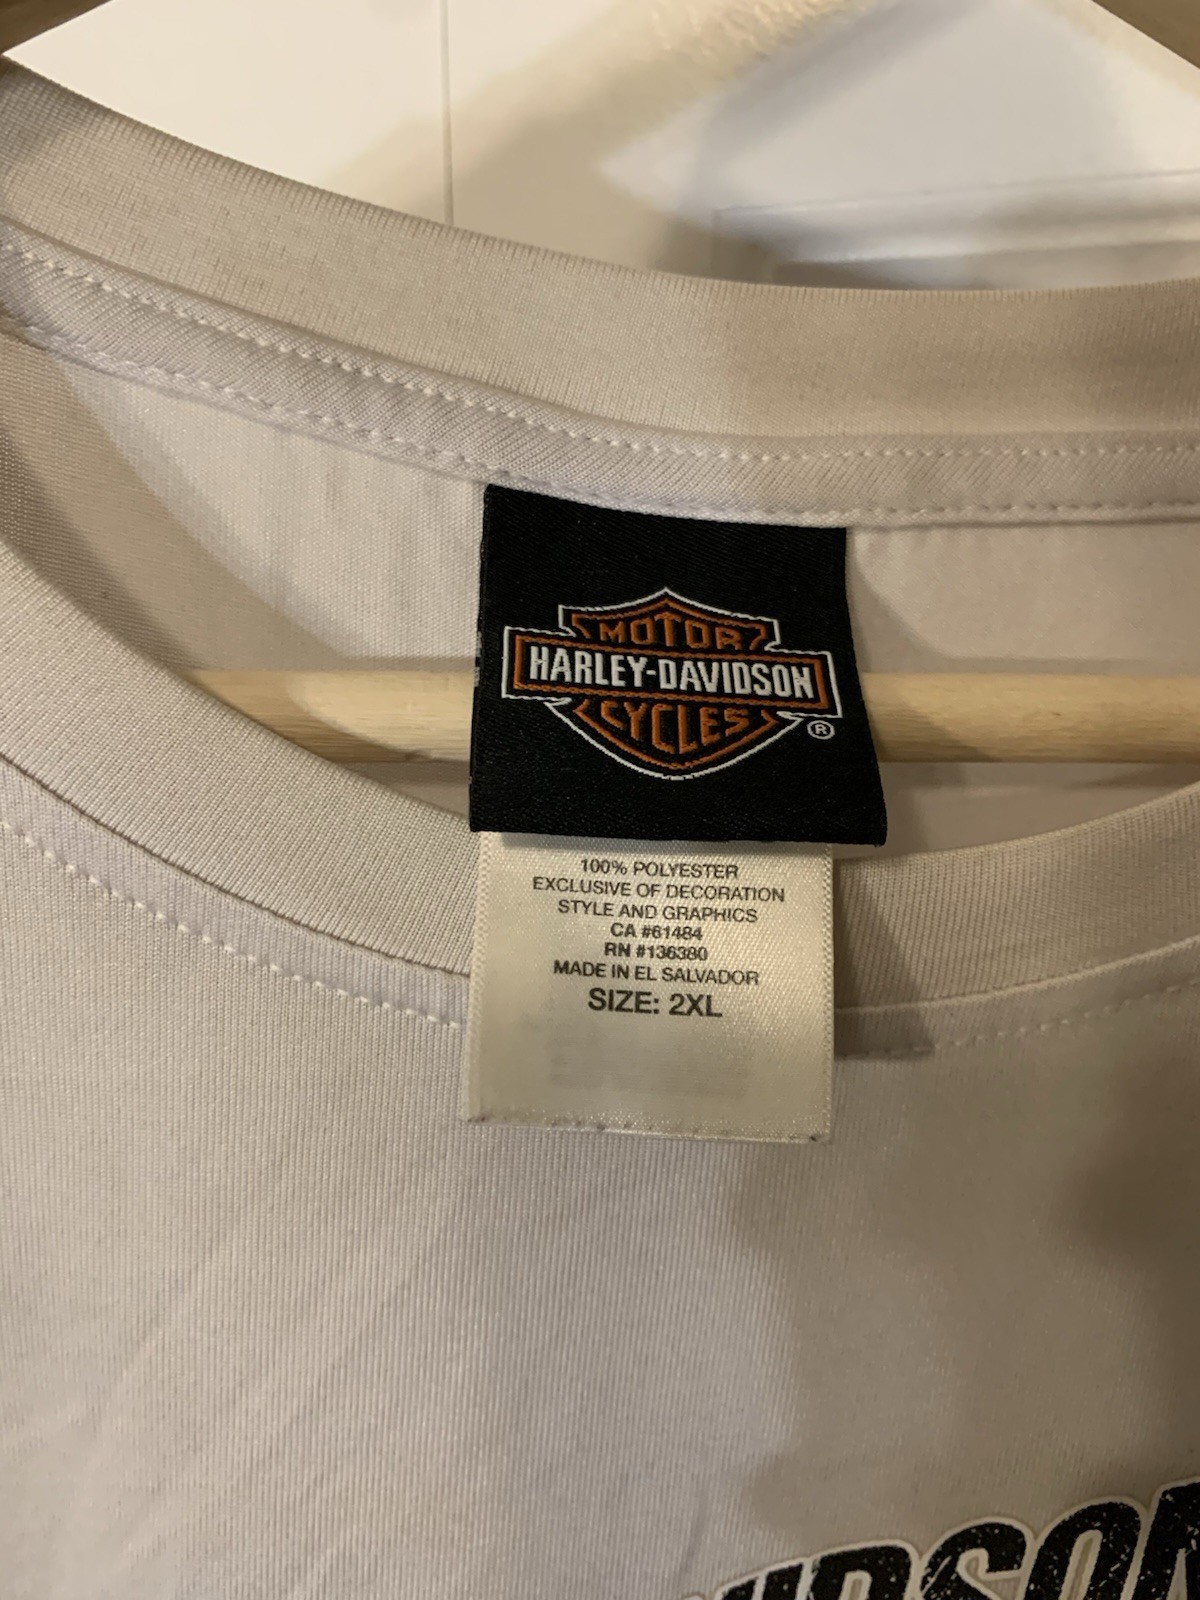 MOTOR
HARLEY-DAVIDSON
CYCLES
®
100% POLYESTER
EXCLUSIVE OF DECORATION
STYLE AND GRAPHICS
CA #61484
RN #136380
MADE IN EL SALVADOR
SIZE: 2XL